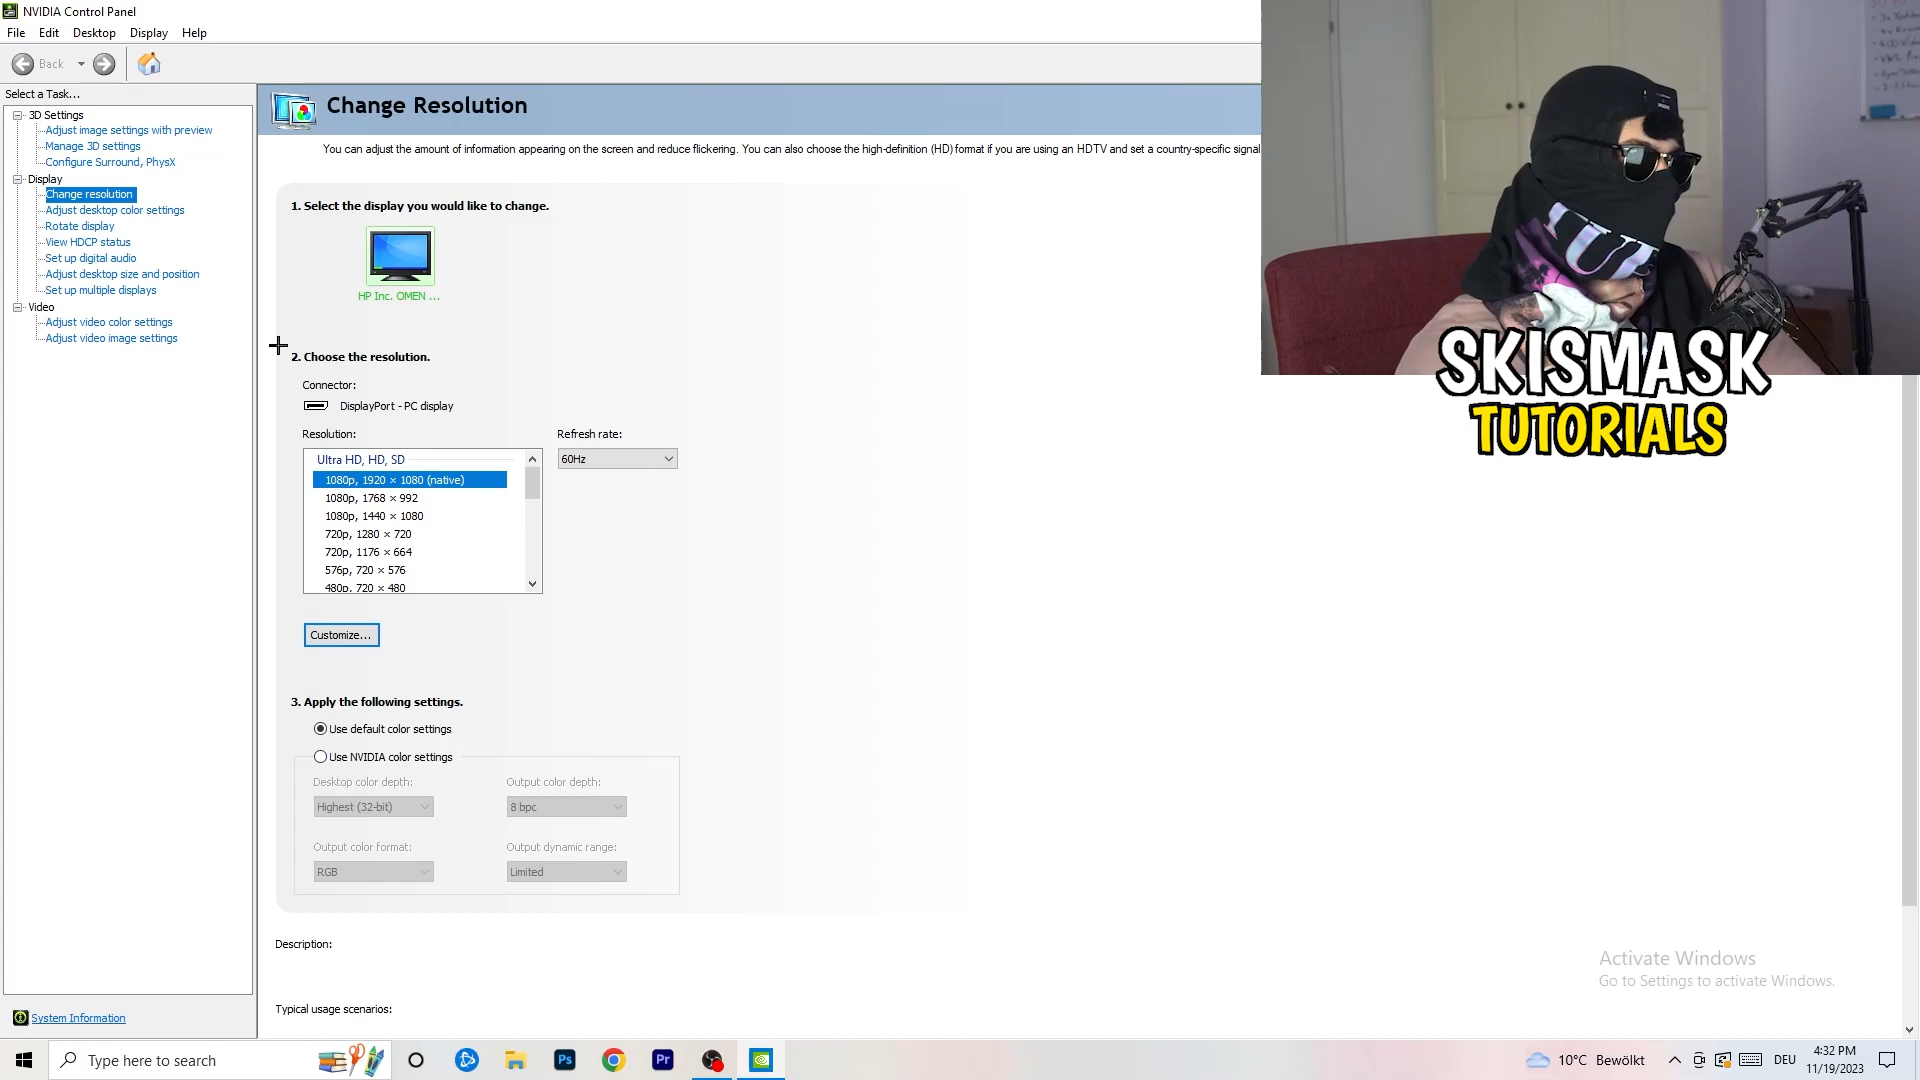 NVIDIA Control Panel
File Edit Desktop Display Help
Back
Select a Task...
3D Settings
Adjust image settings with preview
Manage 3D settings
Configure Surround, PhysX
Display
Change resolution
Adjust desktop color settings
Rotate display
View HDCP status
Set up digital audio
Adjust desktop size and position
Set up multiple displays
Video
Adjust video color settings
Adjust video image settings
System Information
Change Resolution
You can adjust the amount of information appearing on the screen and reduce flickering. You can also choose the high-definition (HD) format if you are using an HDTV and set a country-specific signal
1. Select the display you would like to change.
HP Inc. OMEN ...
2. Choose the resolution.
Connector:
DisplayPort - PC display
Resolution:
Refresh rate:
Ultra HD, HD, SD
60Hz
1080p, 1920 × 1080 (native)
1080p, 1768 × 992
1080p, 1440 × 1080
720p, 1280 × 720
720p, 1176 × 664
576p, 720 × 576
480p, 720 × 480
Customize...
3. Apply the following settings.
Use default color settings
Use NVIDIA color settings
Desktop color depth:
Output color depth:
Highest (32-bit)
8 bpc
Output color format:
Output dynamic range:
RGB
Limited
Description:
Typical usage scenarios:
SKISMASK
TUTORIALS
Activate Windows
Go to Settings to activate Windows.
Type here to search
Ps
Pr
10°C Bewölkt
DEU
4:32 PM
11/19/2023